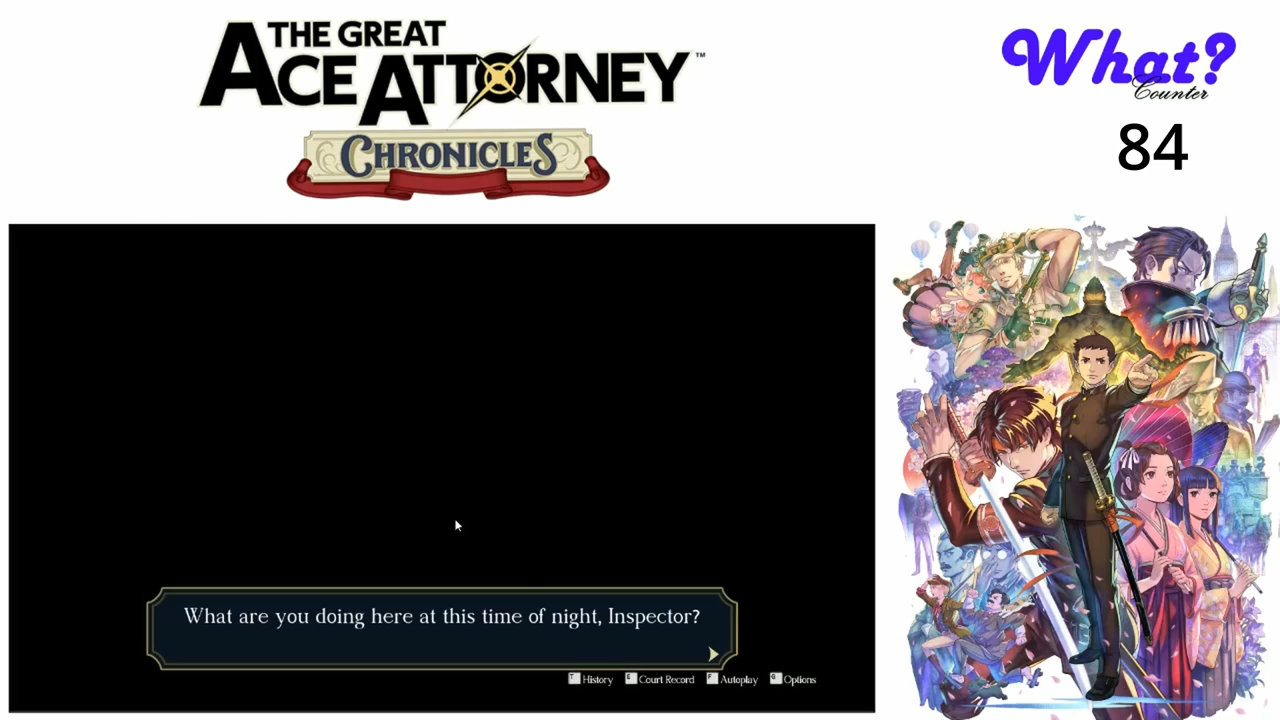 THE GREAT
ACE ATTORNEY™
CHRONICLES
What?
Counter
84
What are you doing here at this time of night, Inspector?
T History E Court Record F Autoplay G Options